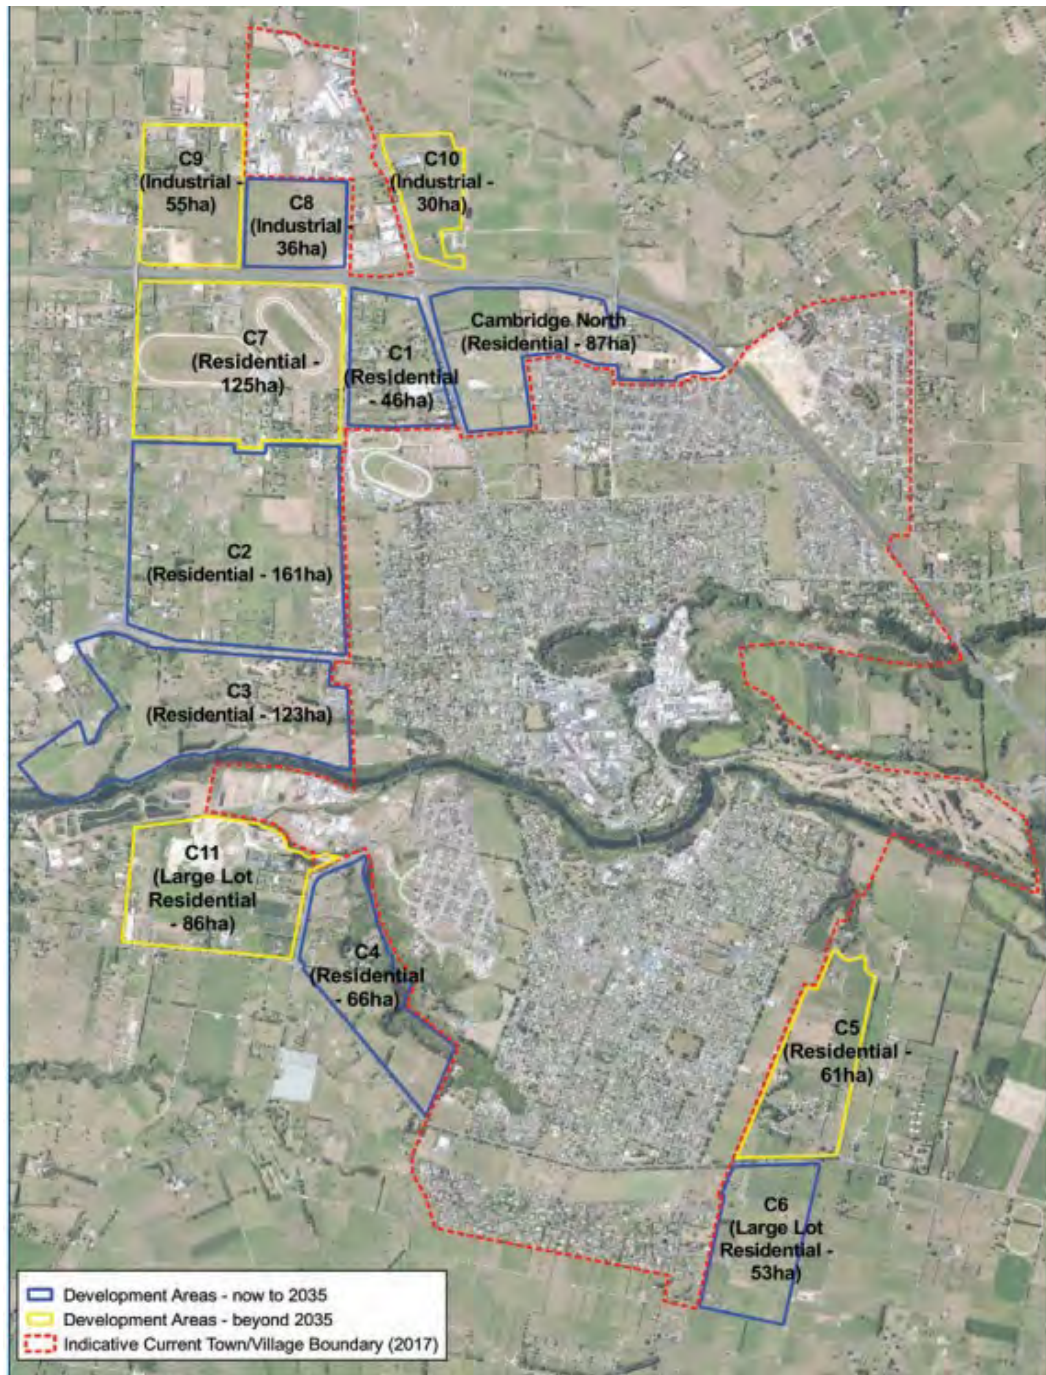 C9
(Industrial -
55ha)
C10
(Industrial -
30ha)
C8
(Industrial -
36ha)
Cambridge North
(Residential - 87ha)
C7
(Residential -
125ha)
C1
(Residential
- 46ha)
C2
(Residential - 161ha)
C3
(Residential - 123ha)
C11
(Large Lot
Residential
- 86ha)
C4
(Residential
- 66ha)
C5
(Residential -
61ha)
C6
(Large Lot
Residential -
53ha)
Development Areas - now to 2035
Development Areas - beyond 2035
Indicative Current Town/Village Boundary (2017)